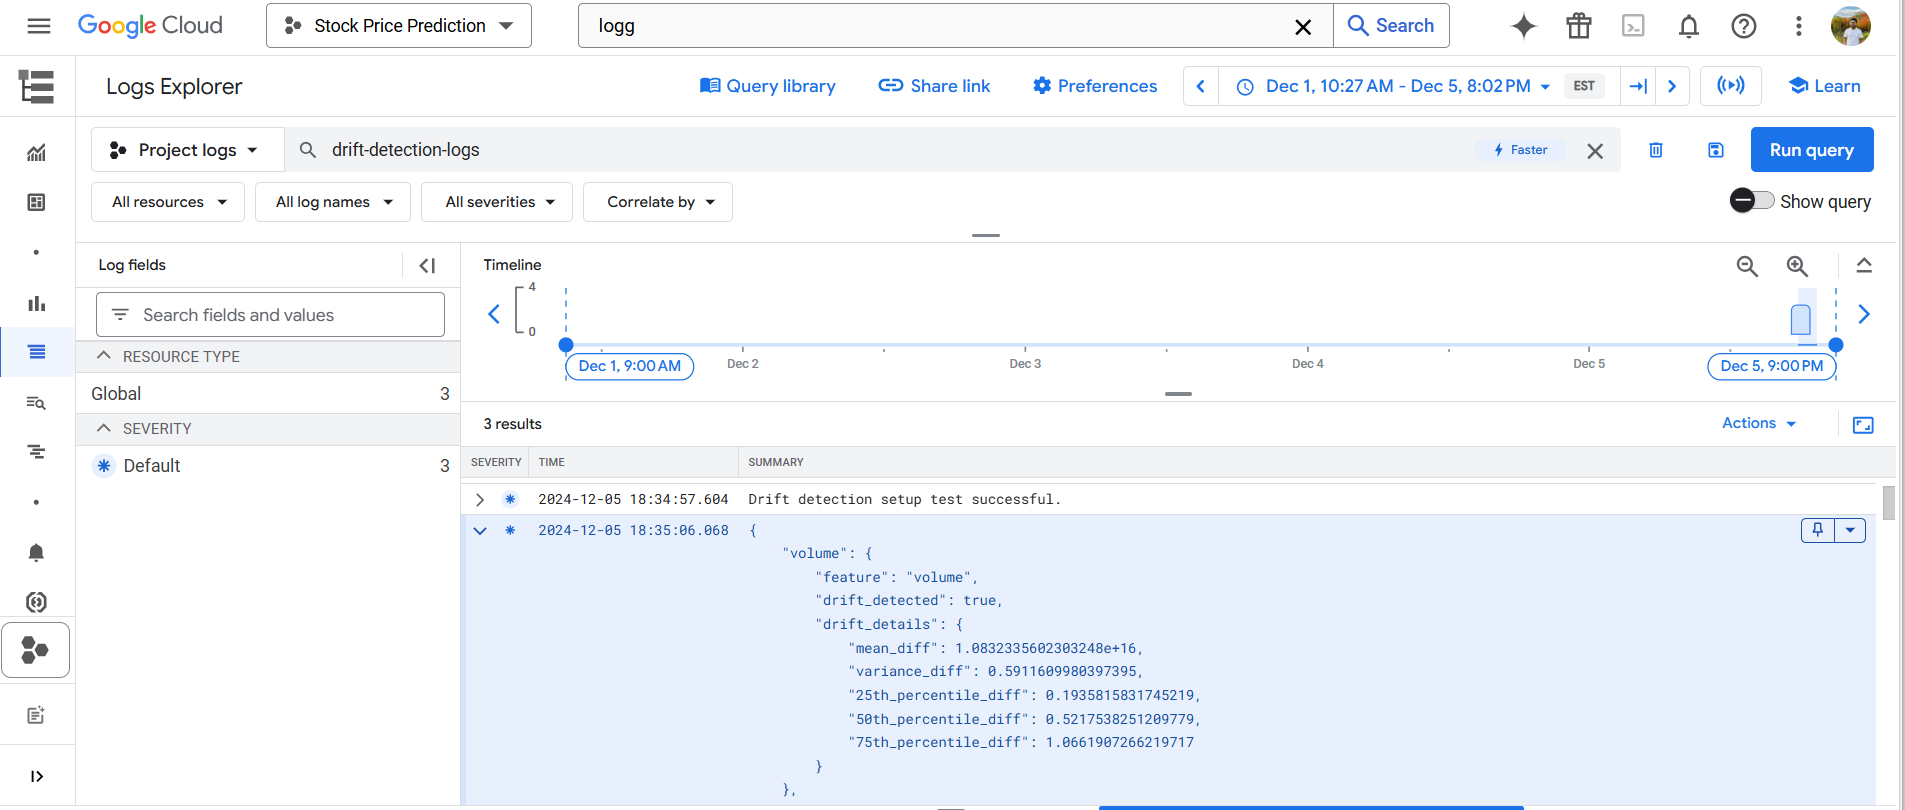 Google Cloud
Stock Price Prediction
logg
Search
Logs Explorer
Query library
Share link
Preferences
Dec 1, 10:27 AM - Dec 5, 8:02 PM
EST
Learn
Project logs
drift-detection-logs
Faster
Run query
All resources
All log names
All severities
Correlate by
Show query
Log fields
Search fields and values
RESOURCE TYPE
Global 3
SEVERITY
Default 3
Timeline
4
0
Dec 1, 9:00 AM
Dec 2
Dec 3
Dec 4
Dec 5
Dec 5, 9:00 PM
3 results
Actions
SEVERITY TIME SUMMARY
2024-12-05 18:34:57.604 Drift detection setup test successful.
2024-12-05 18:35:06.068 {
"volume": {
"feature": "volume",
"drift_detected": true,
"drift_details": {
"mean_diff": 1.0832335602303248e+16,
"variance_diff": 0.5911609980397395,
"25th_percentile_diff": 0.1935815831745219,
"50th_percentile_diff": 0.5217538251209779,
"75th_percentile_diff": 1.0661907266219717
}
},